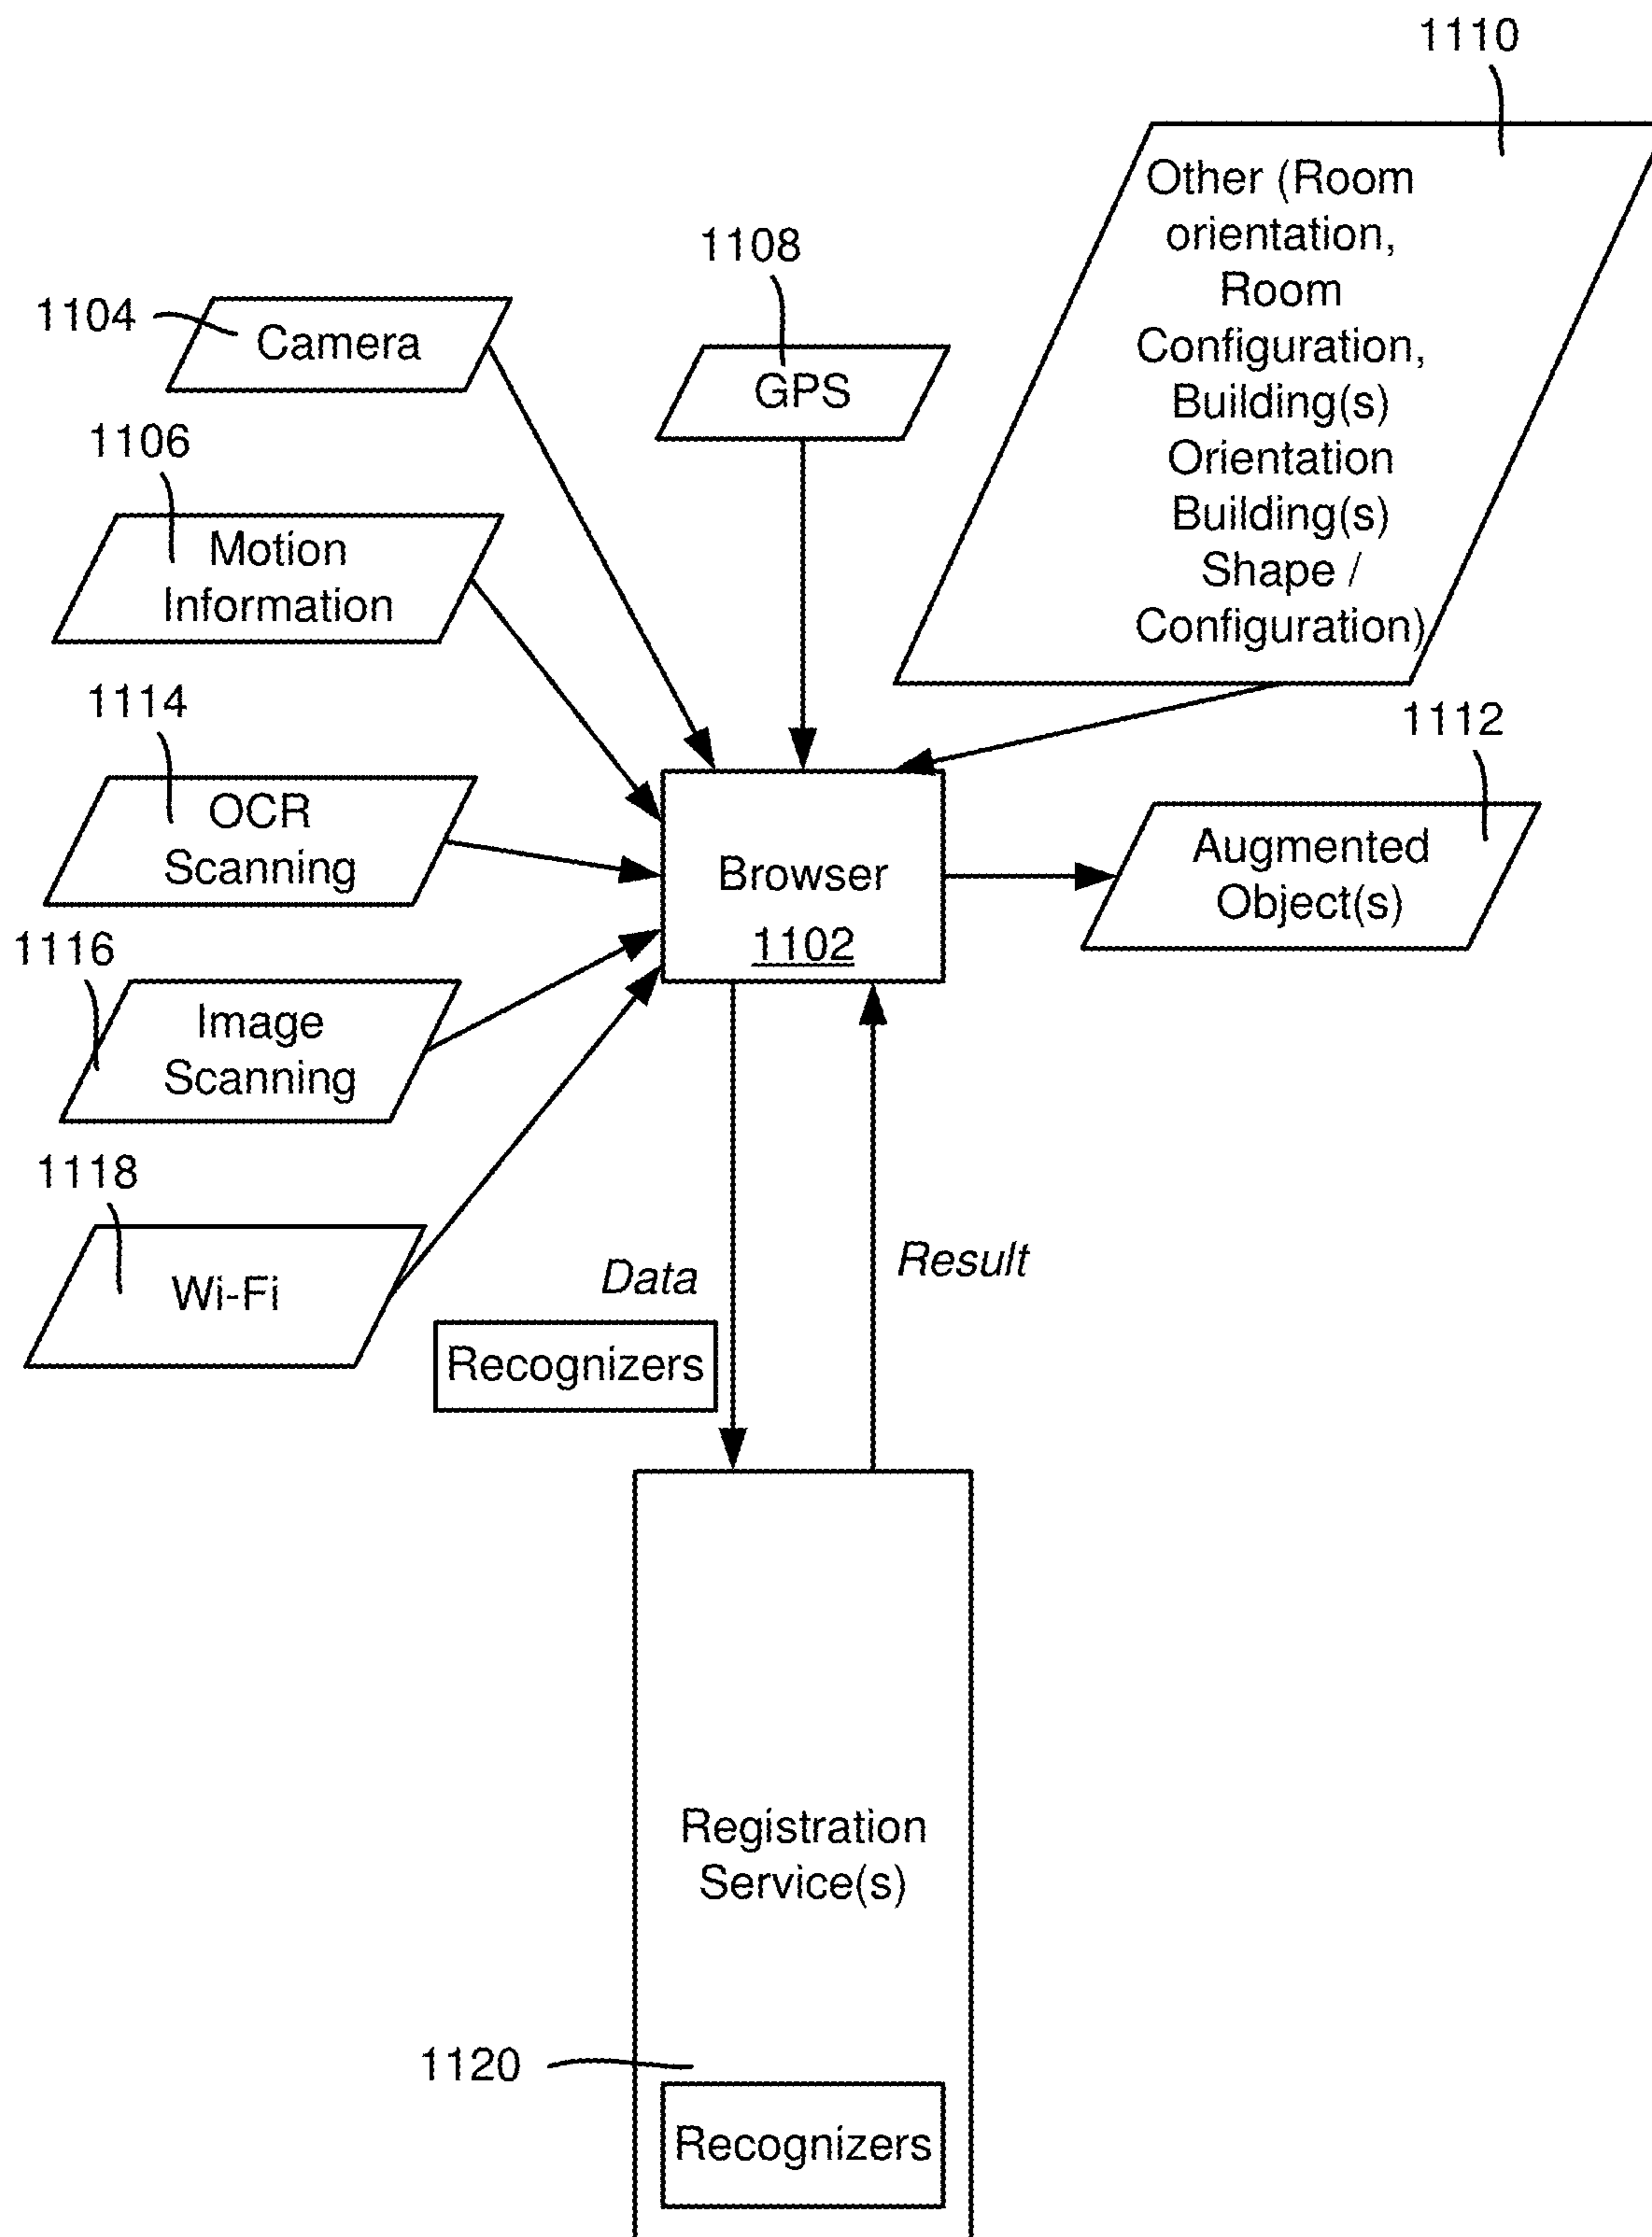 1110
Other (Room
orientation,
Room
Configuration,
Building(s)
Orientation
Building(s)
Shape /
Configuration)
1108
GPS
1104
Camera
1106
Motion
Information
1114
OCR
Scanning
1116
Image
Scanning
1118
Wi-Fi
Browser
1102
1112
Augmented
Object(s)
Data
Result
Recognizers
Registration
Service(s)
1120
Recognizers